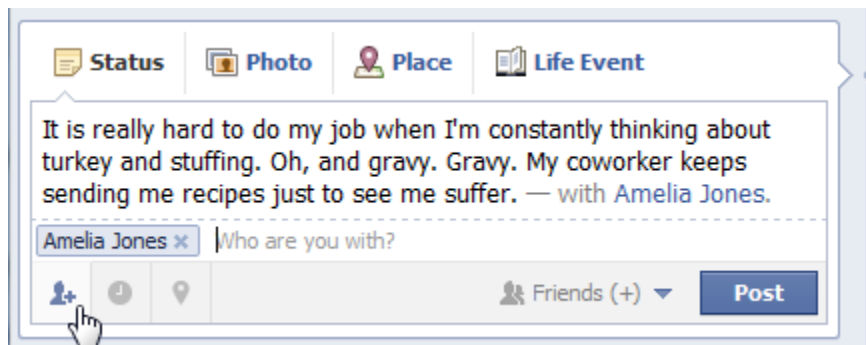 Status Photo Place Life Event
It is really hard to do my job when I'm constantly thinking about
turkey and stuffing. Oh, and gravy. Gravy. My coworker keeps
sending me recipes just to see me suffer. — with Amelia Jones.
Amelia Jones × Who are you with?
Friends (+) Post